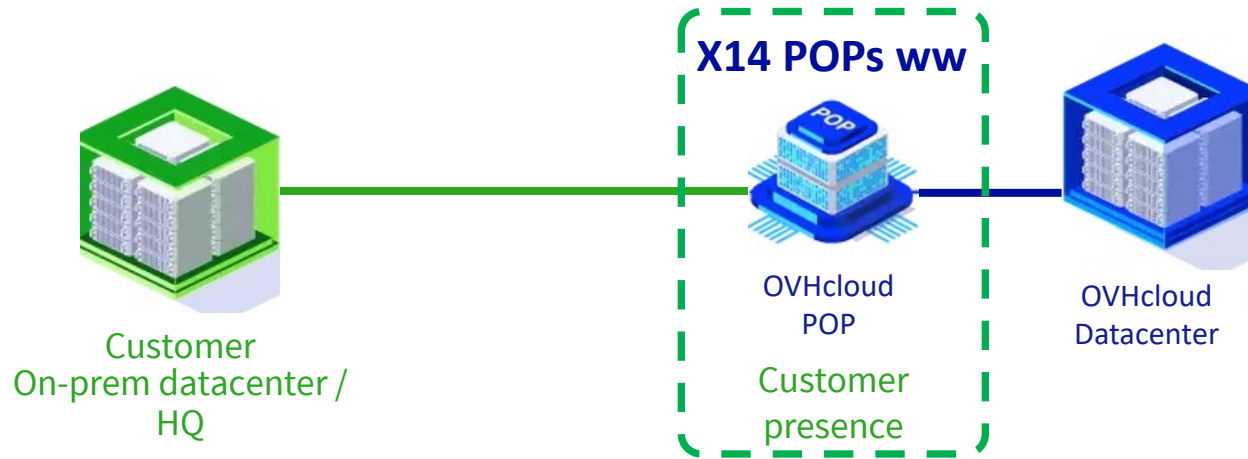 X14 POPs ww
POP
OVHcloud
POP
Customer
presence
Customer
On-prem datacenter /
HQ
OVHcloud
Datacenter